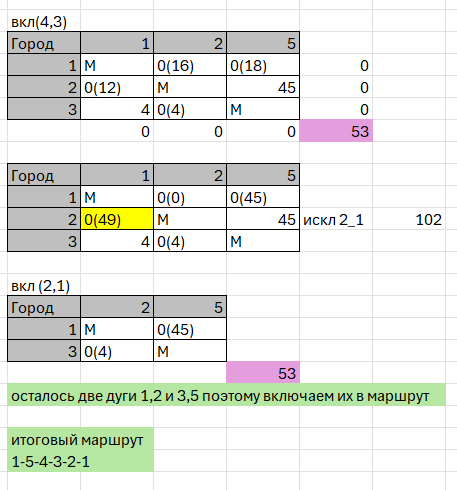 вкл(4,3)
Город 1 2 5
1 М 0(16) 0(18) 0
2 0(12) М 45 0
3 4 0(4) М 0
0 0 0 53
Город 1 2 5
1 М 0(0) 0(45)
2 0(49) М 45 искл 2_1 102
3 4 0(4) М
вкл (2,1)
Город 2 5
1 М 0(45)
3 0(4) М
53
осталось две дуги 1,2 и 3,5 поэтому включаем их в маршрут
итоговый маршрут
1-5-4-3-2-1